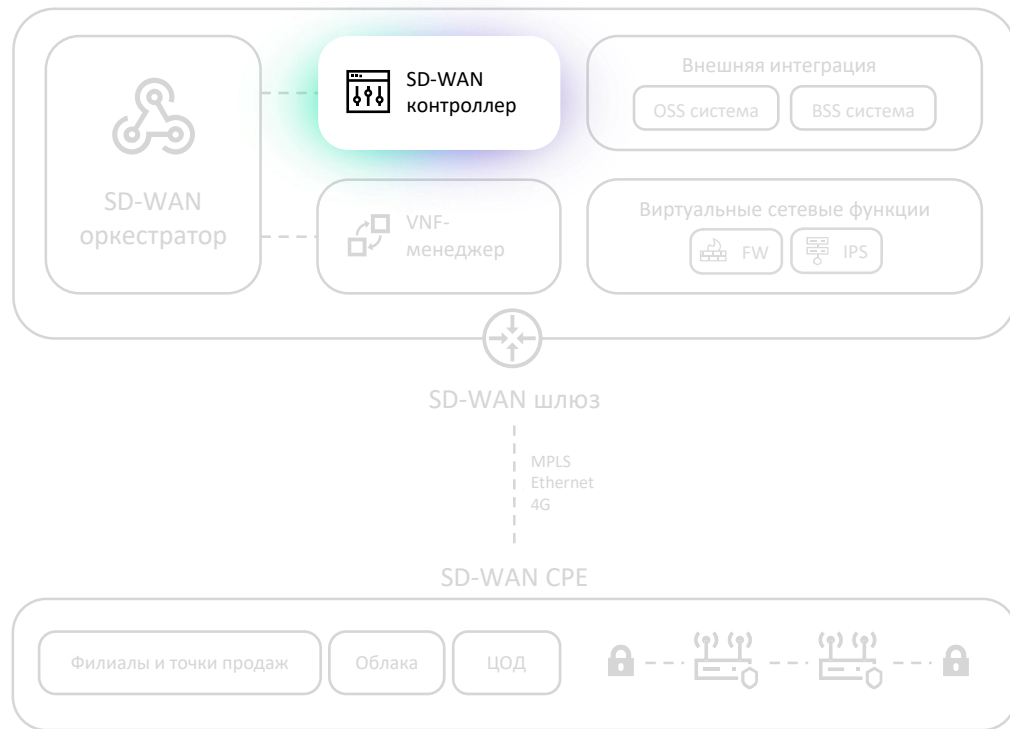 SD-WAN
оркестратор
SD-WAN
контроллер
VNF-
менеджер
Внешняя интеграция
OSS система
BSS система
Виртуальные сетевые функции
FW
IPS
SD-WAN шлюз
MPLS
Ethernet
4G
SD-WAN CPE
Филиалы и точки продаж
Облака
ЦОД